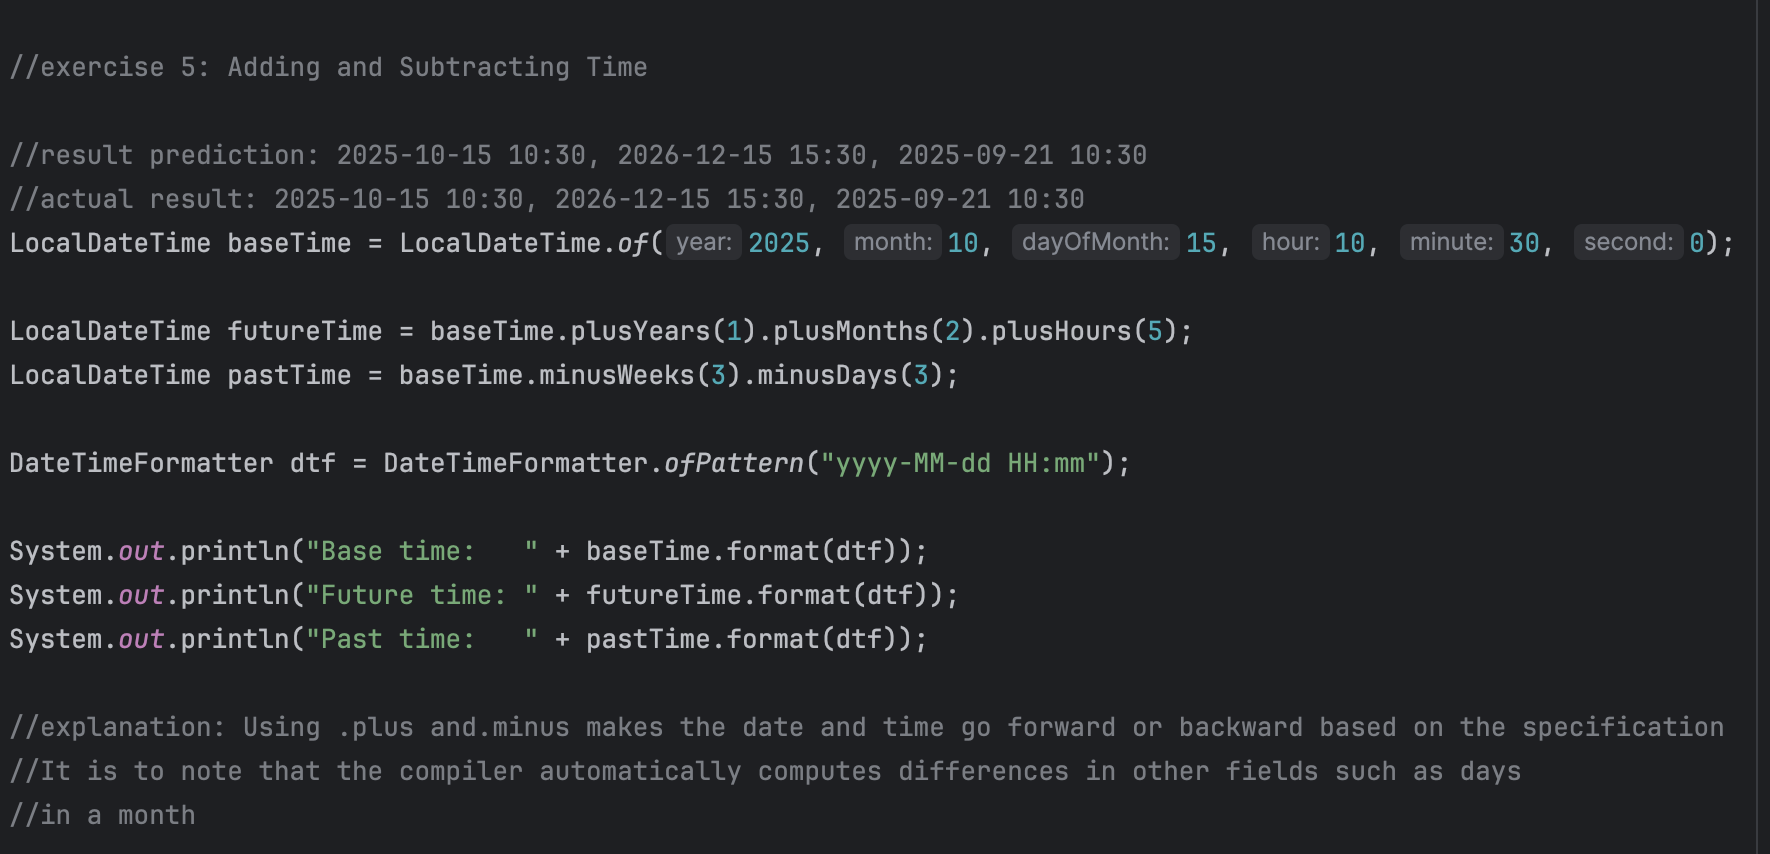 //exercise 5: Adding and Subtracting Time
//result prediction: 2025-10-15 10:30, 2026-12-15 15:30, 2025-09-21 10:30
//actual result: 2025-10-15 10:30, 2026-12-15 15:30, 2025-09-21 10:30
LocalDateTime baseTime = LocalDateTime.of( year: 2025, month: 10, dayOfMonth: 15, hour: 10, minute: 30, second: 0);
LocalDateTime futureTime = baseTime.plusYears(1).plusMonths(2).plusHours(5);
LocalDateTime pastTime = baseTime.minusWeeks(3).minusDays(3);
DateTimeFormatter dtf = DateTimeFormatter.ofPattern("yyyy-MM-dd HH:mm");
System.out.println("Base time:   " + baseTime.format(dtf));
System.out.println("Future time: " + futureTime.format(dtf));
System.out.println("Past time:   " + pastTime.format(dtf));
//explanation: Using .plus and.minus makes the date and time go forward or backward based on the specification
//It is to note that the compiler automatically computes differences in other fields such as days
//in a month